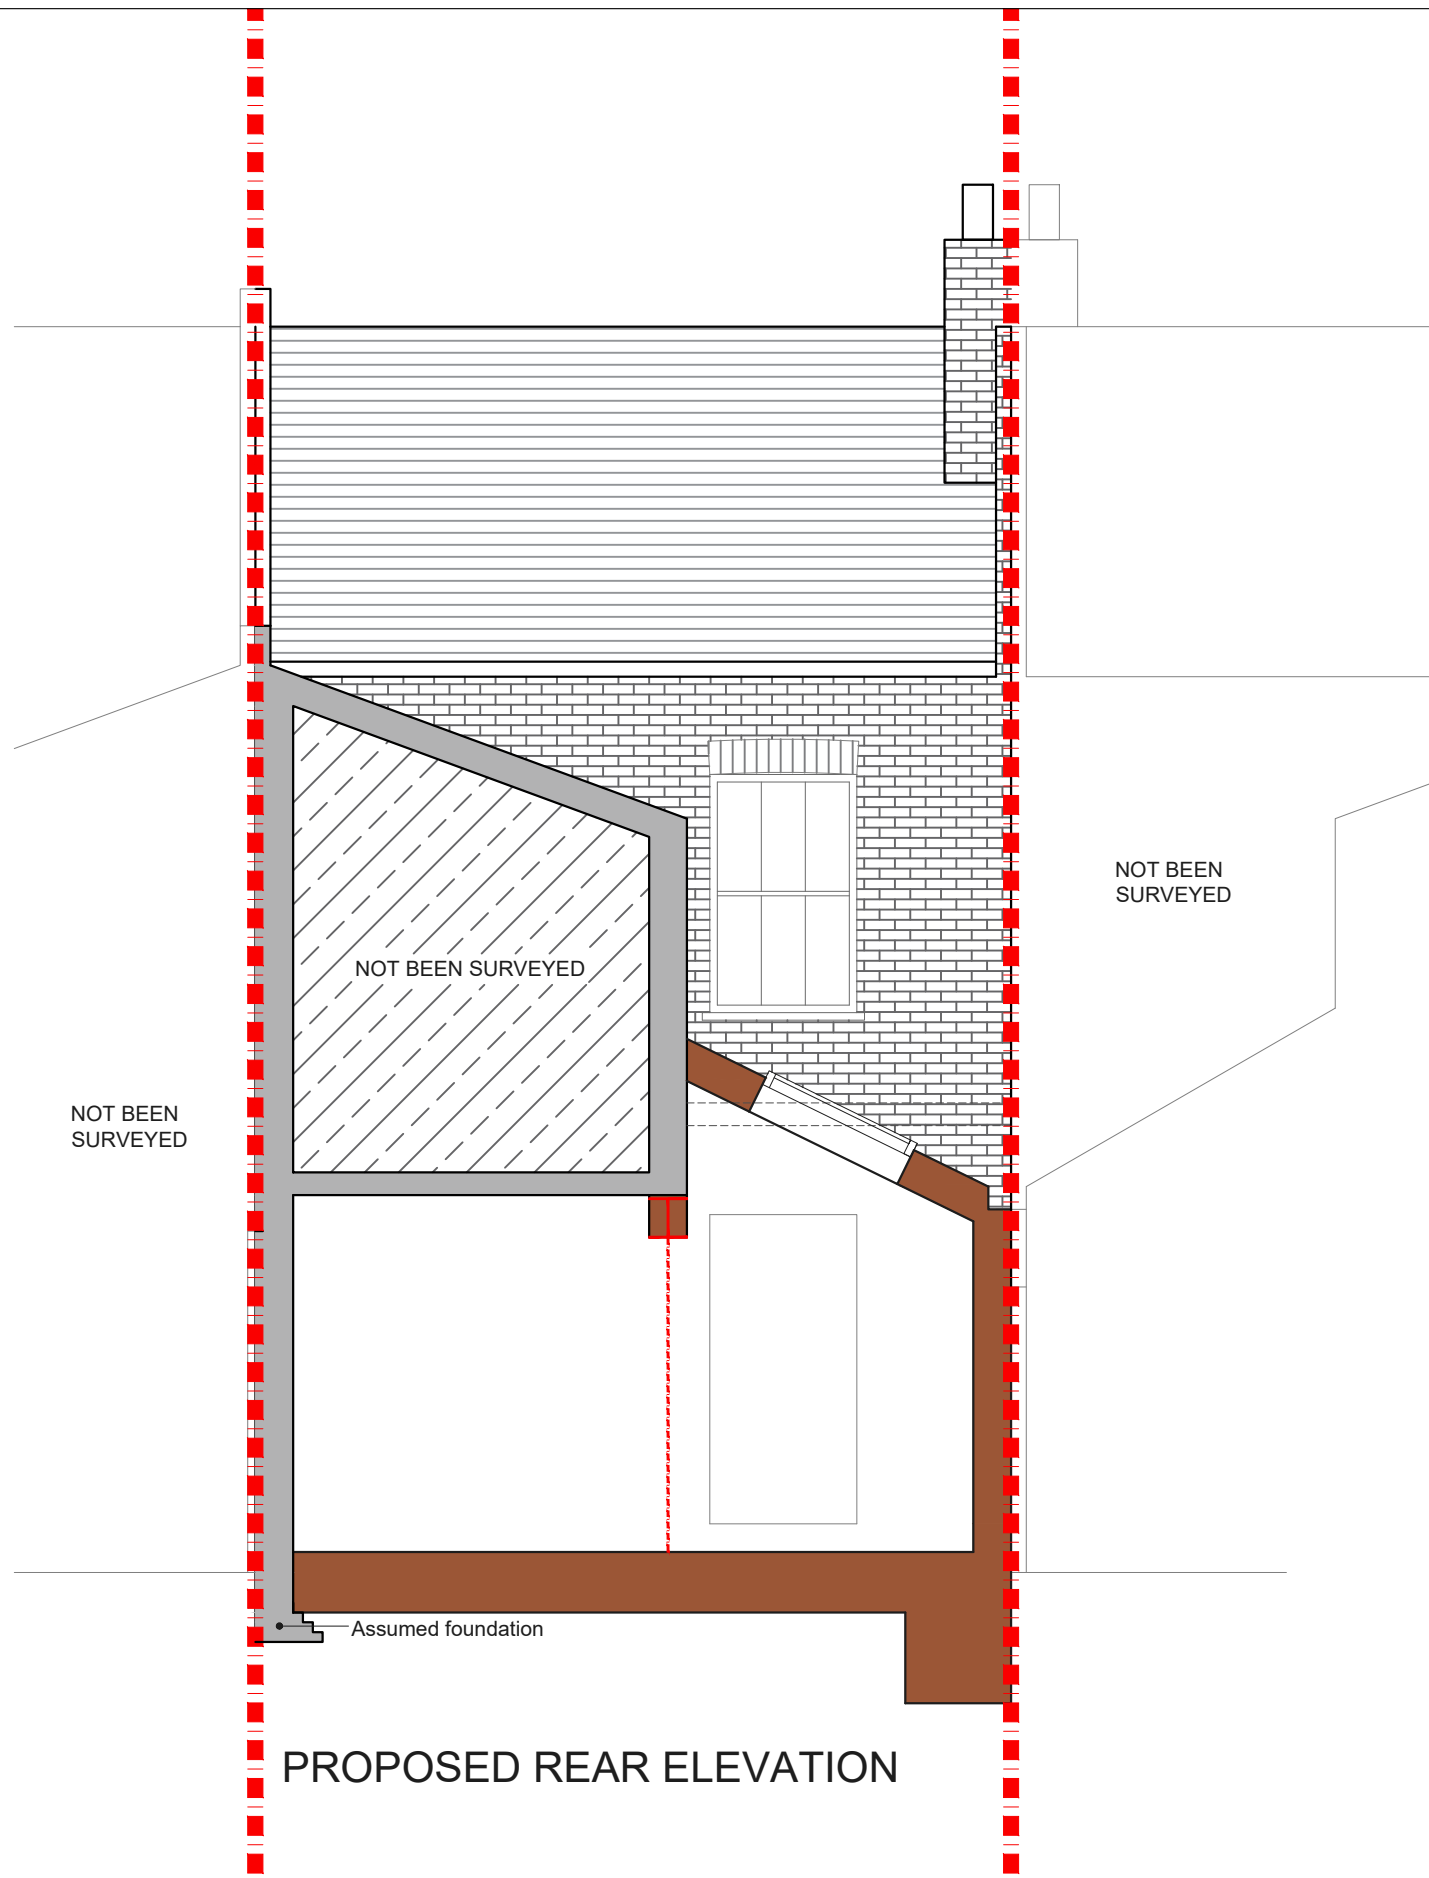 NOT BEEN
SURVEYED
NOT BEEN SURVEYED
NOT BEEN
SURVEYED
Assumed foundation
PROPOSED REAR ELEVATION